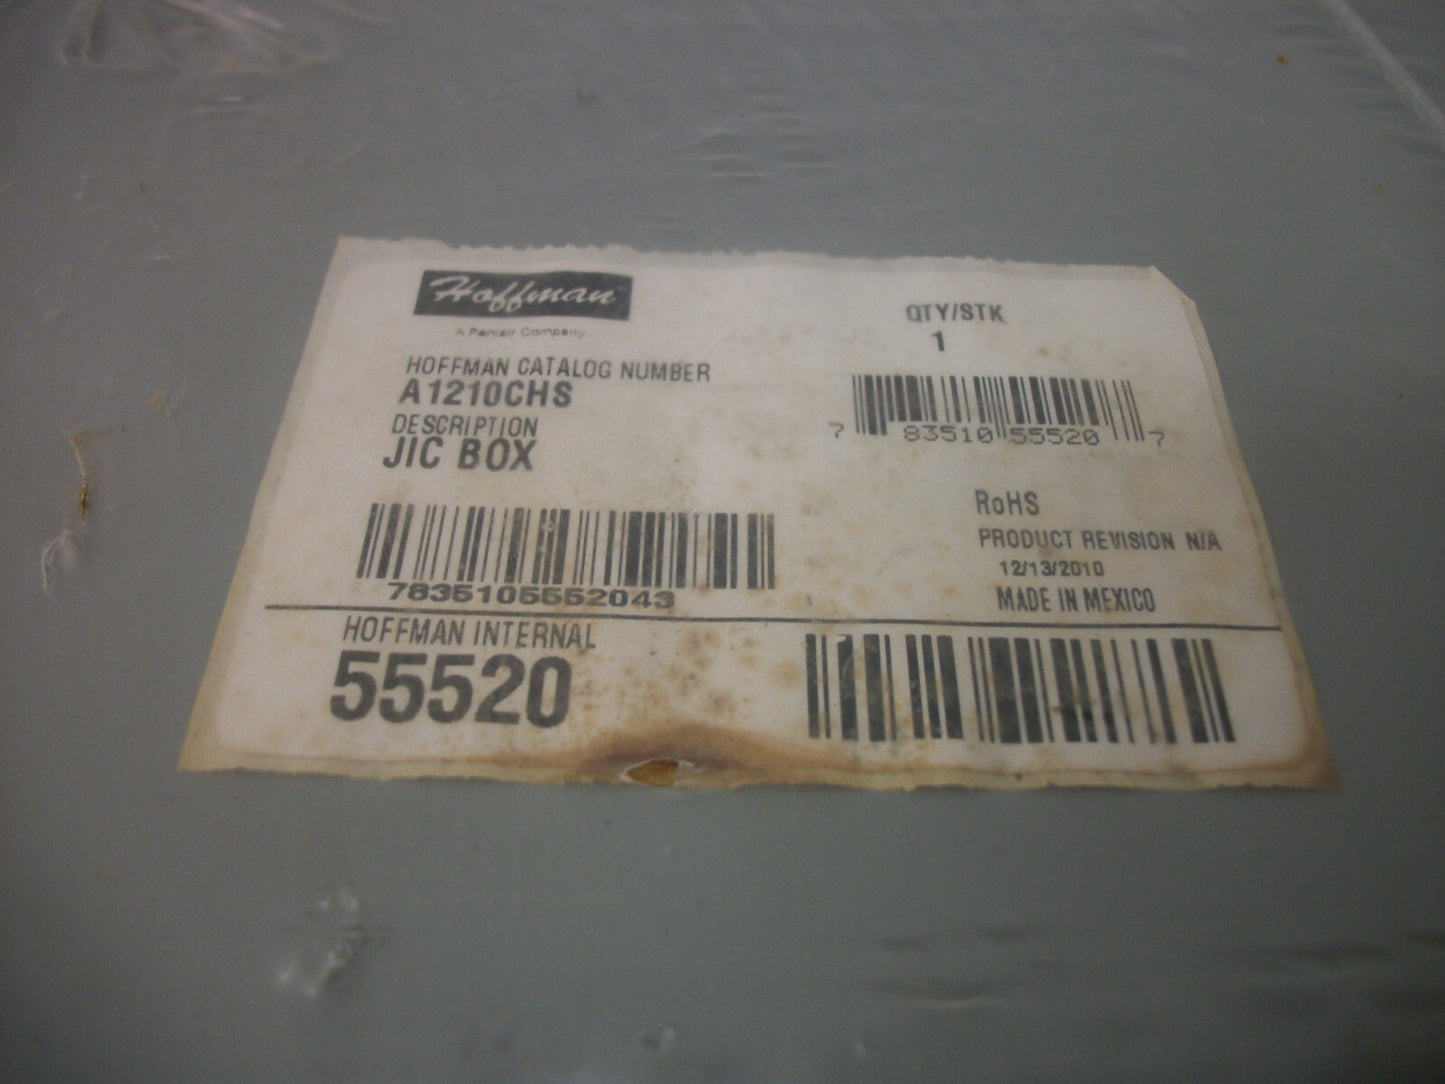 Hoffman
A Pentair Company
QTY/STK
1
HOFFMAN CATALOG NUMBER
A1210CHS
DESCRIPTION
JIC BOX
7 83510 55520 7
7835105552043
RoHS
PRODUCT REVISION N/A
12/13/2010
MADE IN MEXICO
HOFFMAN INTERNAL
55520